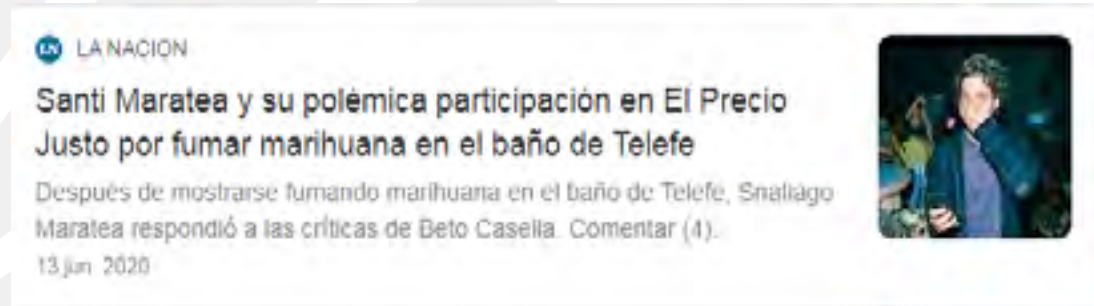 LN LA NACION
Santi Maratea y su polémica participación en El Precio
Justo por fumar marihuana en el baño de Telefe
Después de mostrarse fumando marihuana en el baño de Telefe, Snatiago
Maratea respondió a las críticas de Beto Casella. Comentar (4).
13 jun. 2020